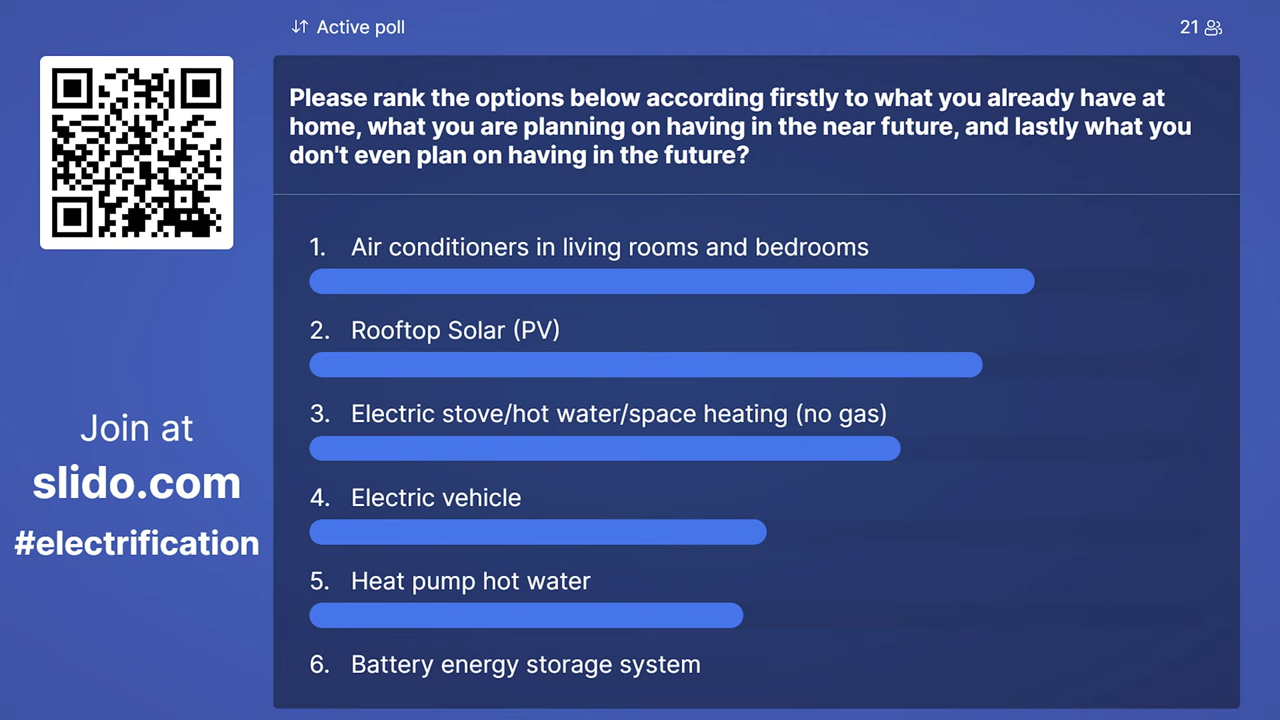 Active poll
21
Please rank the options below according firstly to what you already have at
home, what you are planning on having in the near future, and lastly what you
don't even plan on having in the future?
1. Air conditioners in living rooms and bedrooms
2. Rooftop Solar (PV)
3. Electric stove/hot water/space heating (no gas)
4. Electric vehicle
5. Heat pump hot water
6. Battery energy storage system
Join at
slido.com
#electrification